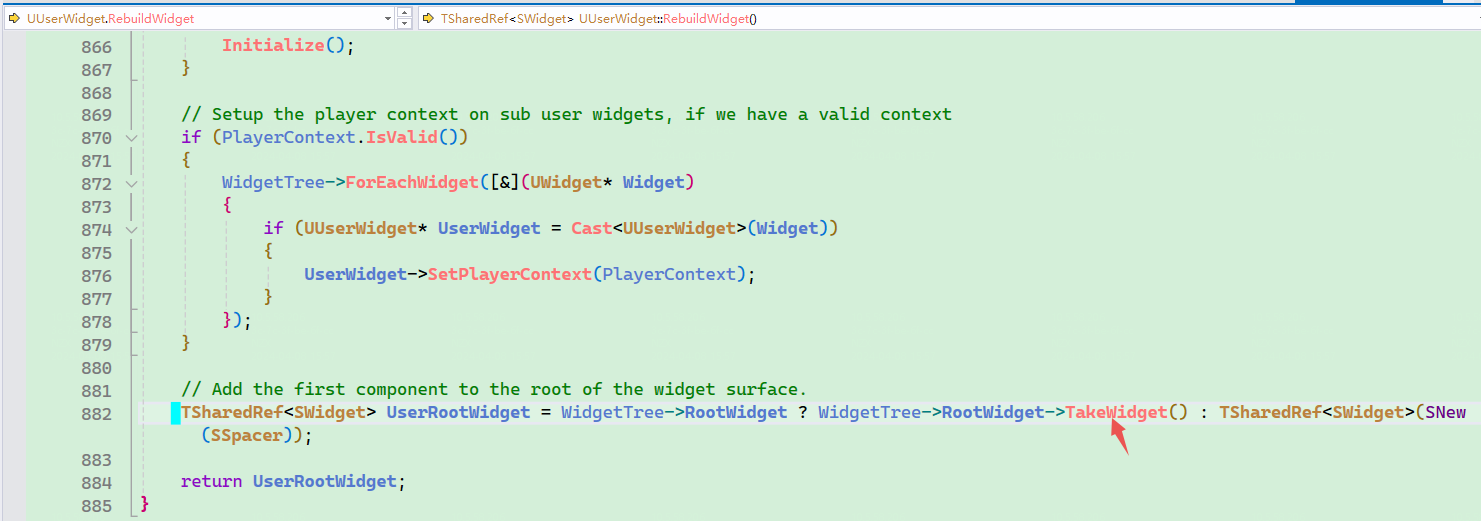 UUserWidget.RebuildWidget
TSharedRef<SWidget> UUserWidget::RebuildWidget()
866 Initialize();
867 }
868
869 // Setup the player context on sub user widgets, if we have a valid context
870 if (PlayerContext.IsValid())
871 {
872 WidgetTree->ForEachWidget([&](UWidget* Widget)
873 {
874 if (UUserWidget* UserWidget = Cast<UUserWidget>(Widget))
875 {
876 UserWidget->SetPlayerContext(PlayerContext);
877 }
878 });
879 }
880
881 // Add the first component to the root of the widget surface.
882 TSharedRef<SWidget> UserRootWidget = WidgetTree->RootWidget ? WidgetTree->RootWidget->TakeWidget() : TSharedRef<SWidget>(SNew
(SSpacer));
883
884 return UserRootWidget;
885 }